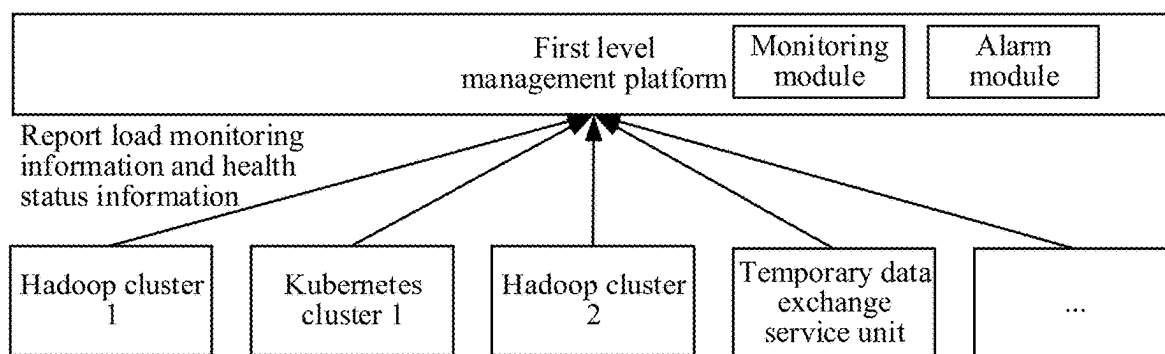 First level
management platform
Monitoring
module
Alarm
module
Report load monitoring
information and health
status information
Hadoop cluster
1
Kubernetes
cluster 1
Hadoop cluster
2
Temporary data
exchange
service unit
...